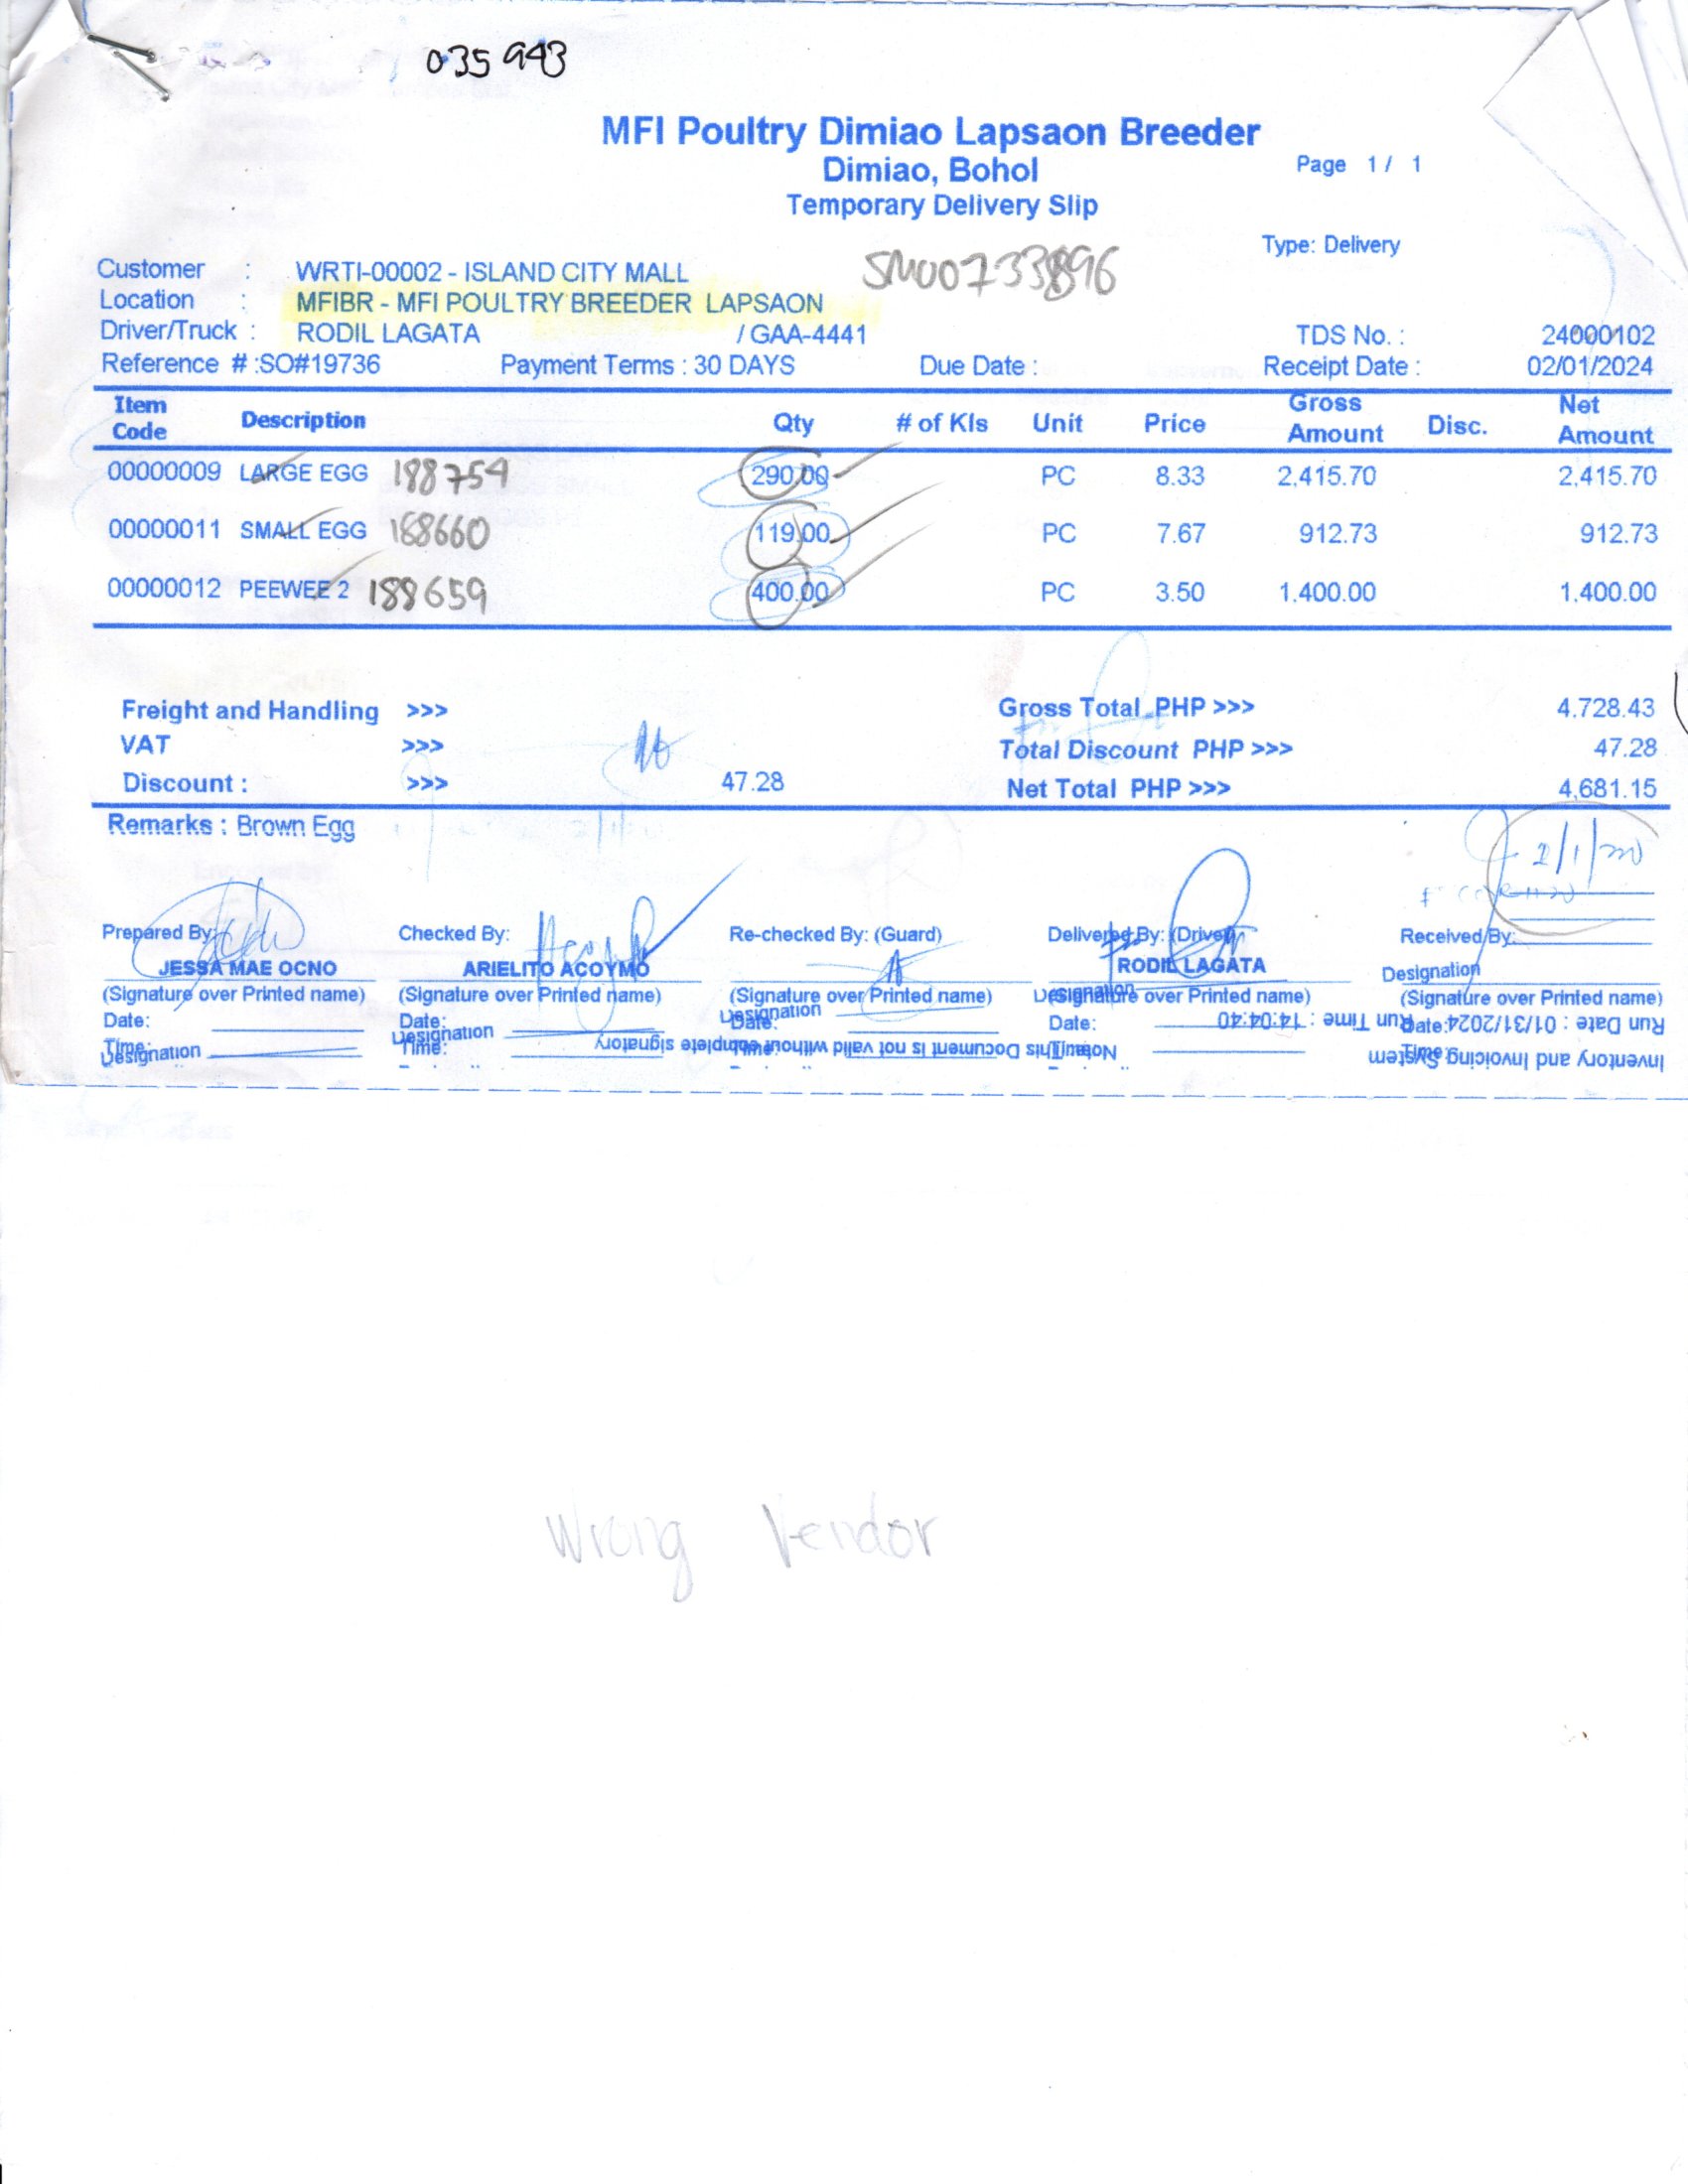 035943
MFI Poultry Dimiao Lapsaon Breeder
Dimiao, Bohol
Page 1 / 1
Temporary Delivery Slip
Type: Delivery
Customer : WRTI-00002 - ISLAND CITY MALL
SM00733896
Location : MFIBR - MFI POULTRY BREEDER LAPSAON
Driver/Truck : RODIL LAGATA / GAA-4441 TDS No. : 24000102
Reference # :SO#19736 Payment Terms : 30 DAYS Due Date : Receipt Date : 02/01/2024
Item Code Description Qty # of Kls Unit Price Gross Amount Disc. Net Amount
00000009 LARGE EGG 188754 290.00 PC 8.33 2,415.70 2,415.70
00000011 SMALL EGG 188660 119.00 PC 7.67 912.73 912.73
00000012 PEEWEE 2 188659 400.00 PC 3.50 1,400.00 1,400.00
Freight and Handling >>> Gross Total PHP >>> 4,728.43
VAT >>> Total Discount PHP >>> 47.28
Discount : >>> 47.28 Net Total PHP >>> 4,681.15
Remarks : Brown Egg
Prepared By: Checked By: Re-checked By: (Guard) Delivered By: (Driver) Received By:
JESSA MAE OCNO ARIELITO ACOYMO RODIL LAGATA
Designation
(Signature over Printed name) (Signature over Printed name) (Signature over Printed name) (Signature over Printed name) (Signature over Printed name)
Designation Designation
Date: Date: Date: Date: Run Time : 14:04:40 Date: Run Date : 01/31/2024
Designation
Time: Time: Time: Note: This Document is not valid without complete signatory Time: Inventory and Invoicing System
Designation
Wrong Vendor